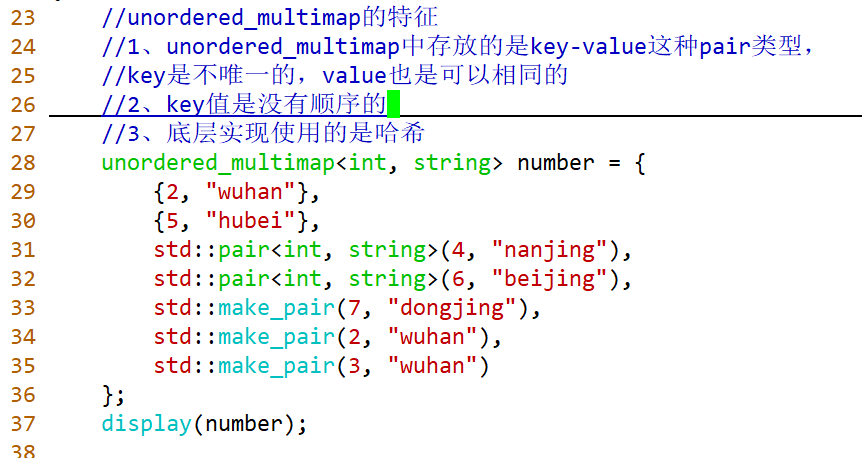 23 //unordered_multimap的特征
24 //1、unordered_multimap中存放的是key-value这种pair类型，
25 //key是不唯一的，value也是可以相同的
26 //2、key值是没有顺序的
27 //3、底层实现使用的是哈希
28 unordered_multimap<int, string> number = {
29 {2, "wuhan"},
30 {5, "hubei"},
31 std::pair<int, string>(4, "nanjing"),
32 std::pair<int, string>(6, "beijing"),
33 std::make_pair(7, "dongjing"),
34 std::make_pair(2, "wuhan"),
35 std::make_pair(3, "wuhan")
36 };
37 display(number);
38